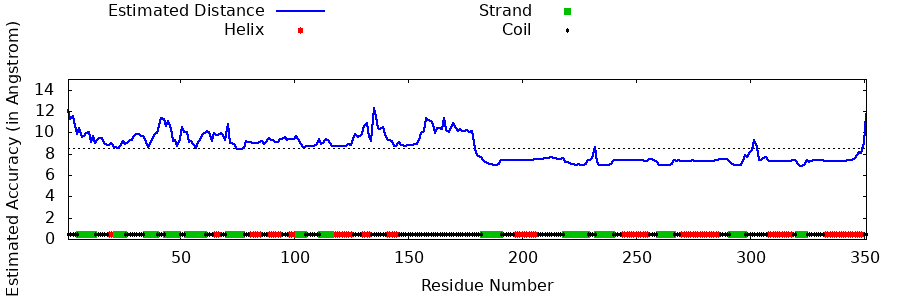 Estimated Distance
Strand
Helix
Coil
Estimated Accuracy (in Angstrom)
14
12
10
8
6
4
2
0
50
100
150
200
250
300
350
Residue Number